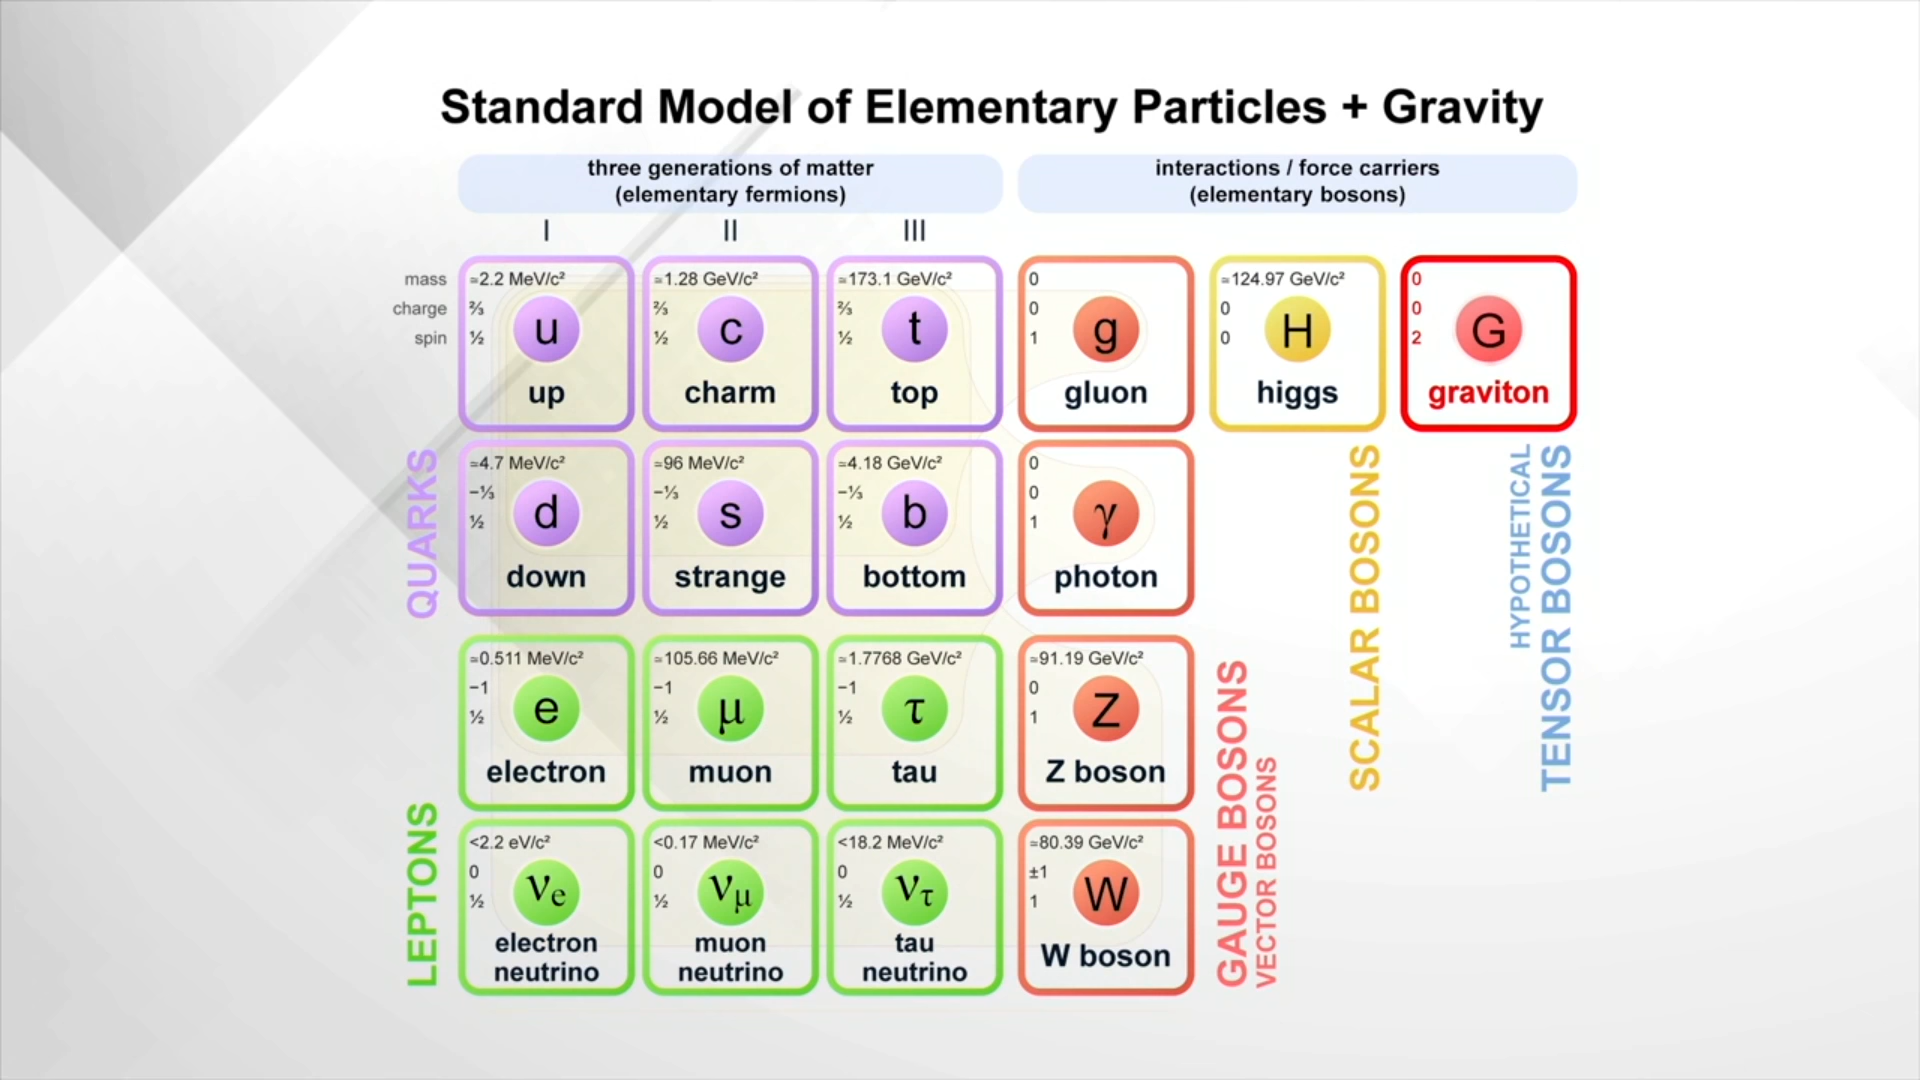 Standard Model of Elementary Particles + Gravity
three generations of matter
(elementary fermions)
interactions / force carriers
(elementary bosons)
I
II
III
mass
charge
spin
≃2.2 MeV/c²
⅔
½
u
up
≃1.28 GeV/c²
⅔
½
c
charm
≃173.1 GeV/c²
⅔
½
t
top
0
0
1
g
gluon
≃124.97 GeV/c²
0
0
H
higgs
0
0
2
G
graviton
QUARKS
≃4.7 MeV/c²
−⅓
½
d
down
≃96 MeV/c²
−⅓
½
s
strange
≃4.18 GeV/c²
−⅓
½
b
bottom
0
0
1
γ
photon
SCALAR BOSONS
HYPOTHETICAL
TENSOR BOSONS
≃0.511 MeV/c²
−1
½
e
electron
≃105.66 MeV/c²
−1
½
μ
muon
≃1.7768 GeV/c²
−1
½
τ
tau
≃91.19 GeV/c²
0
1
Z
Z boson
LEPTONS
<2.2 eV/c²
0
½
νe
electron
neutrino
<0.17 MeV/c²
0
½
νμ
muon
neutrino
<18.2 MeV/c²
0
½
ντ
tau
neutrino
≃80.39 GeV/c²
±1
1
W
W boson
GAUGE BOSONS
VECTOR BOSONS